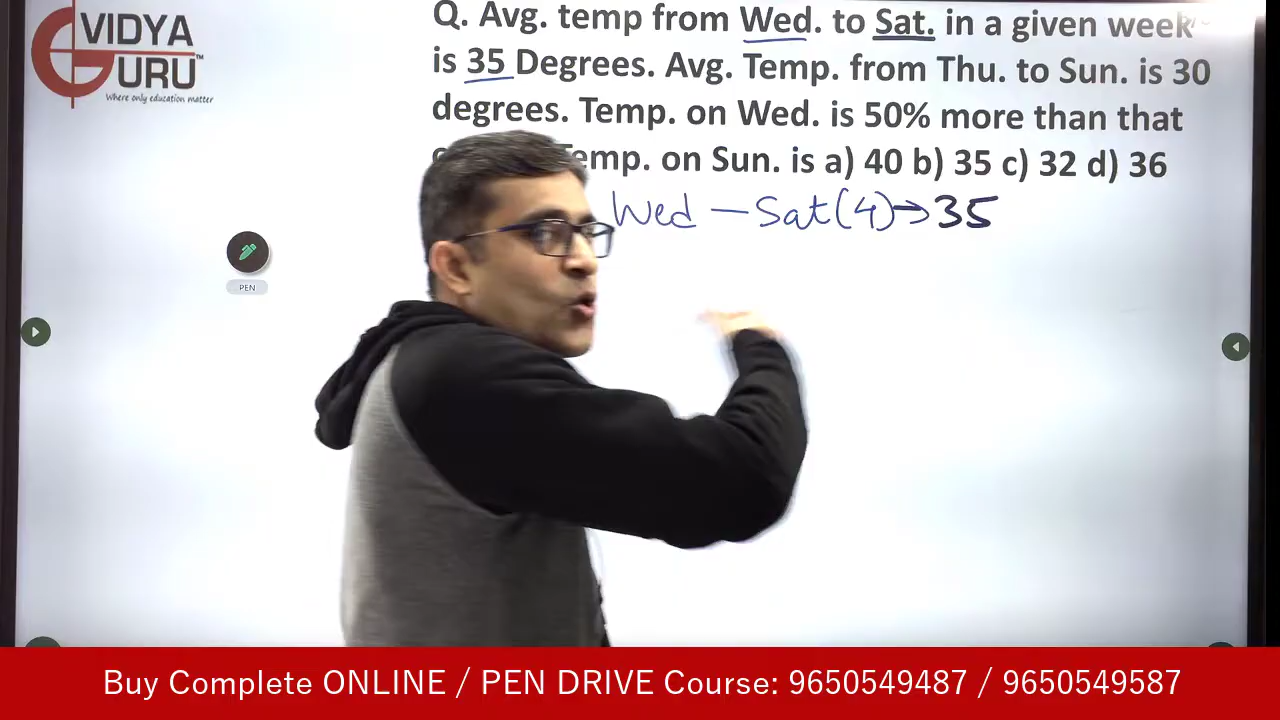 VIDYA
GURU™
Where only education matter
Q. Avg. temp from Wed. to Sat. in a given week
is 35 Degrees. Avg. Temp. from Thu. to Sun. is 30
degrees. Temp. on Wed. is 50% more than that
emp. on Sun. is a) 40 b) 35 c) 32 d) 36
Wed — Sat (4) → 35
PEN
Buy Complete ONLINE / PEN DRIVE Course: 9650549487 / 9650549587